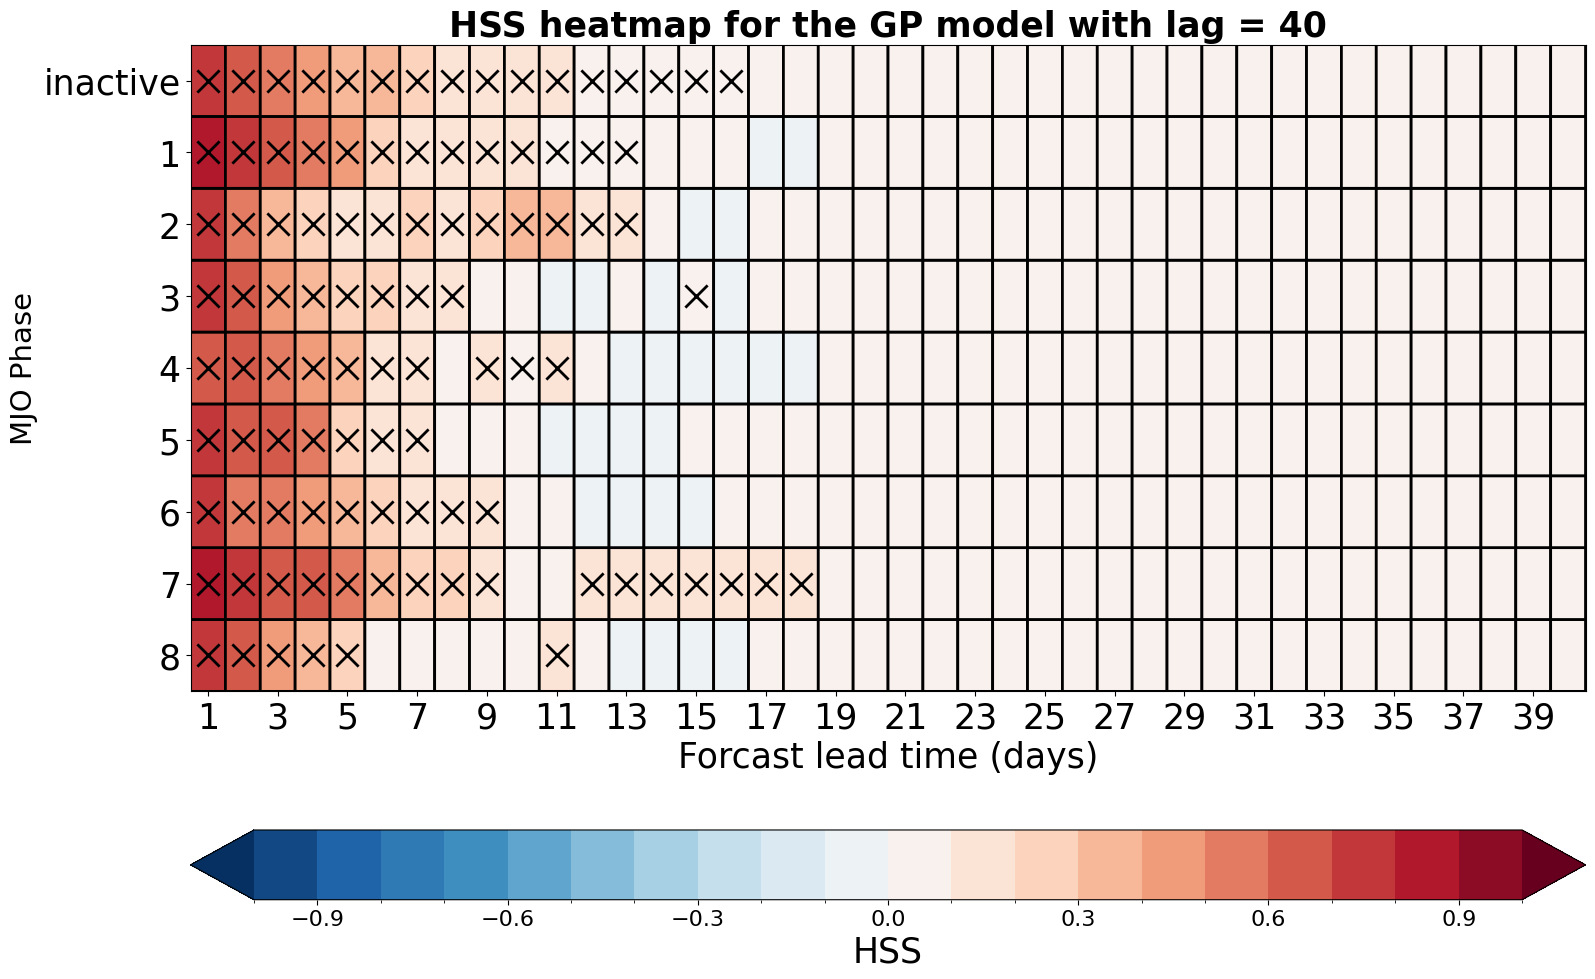 HSS heatmap for the GP model with lag = 40
MJO Phase
inactive
1
2
3
4
5
6
7
8
1 3 5 7 9 11 13 15 17 19 21 23 25 27 29 31 33 35 37 39
Forcast lead time (days)
−0.9 −0.6 −0.3 0.0 0.3 0.6 0.9
HSS